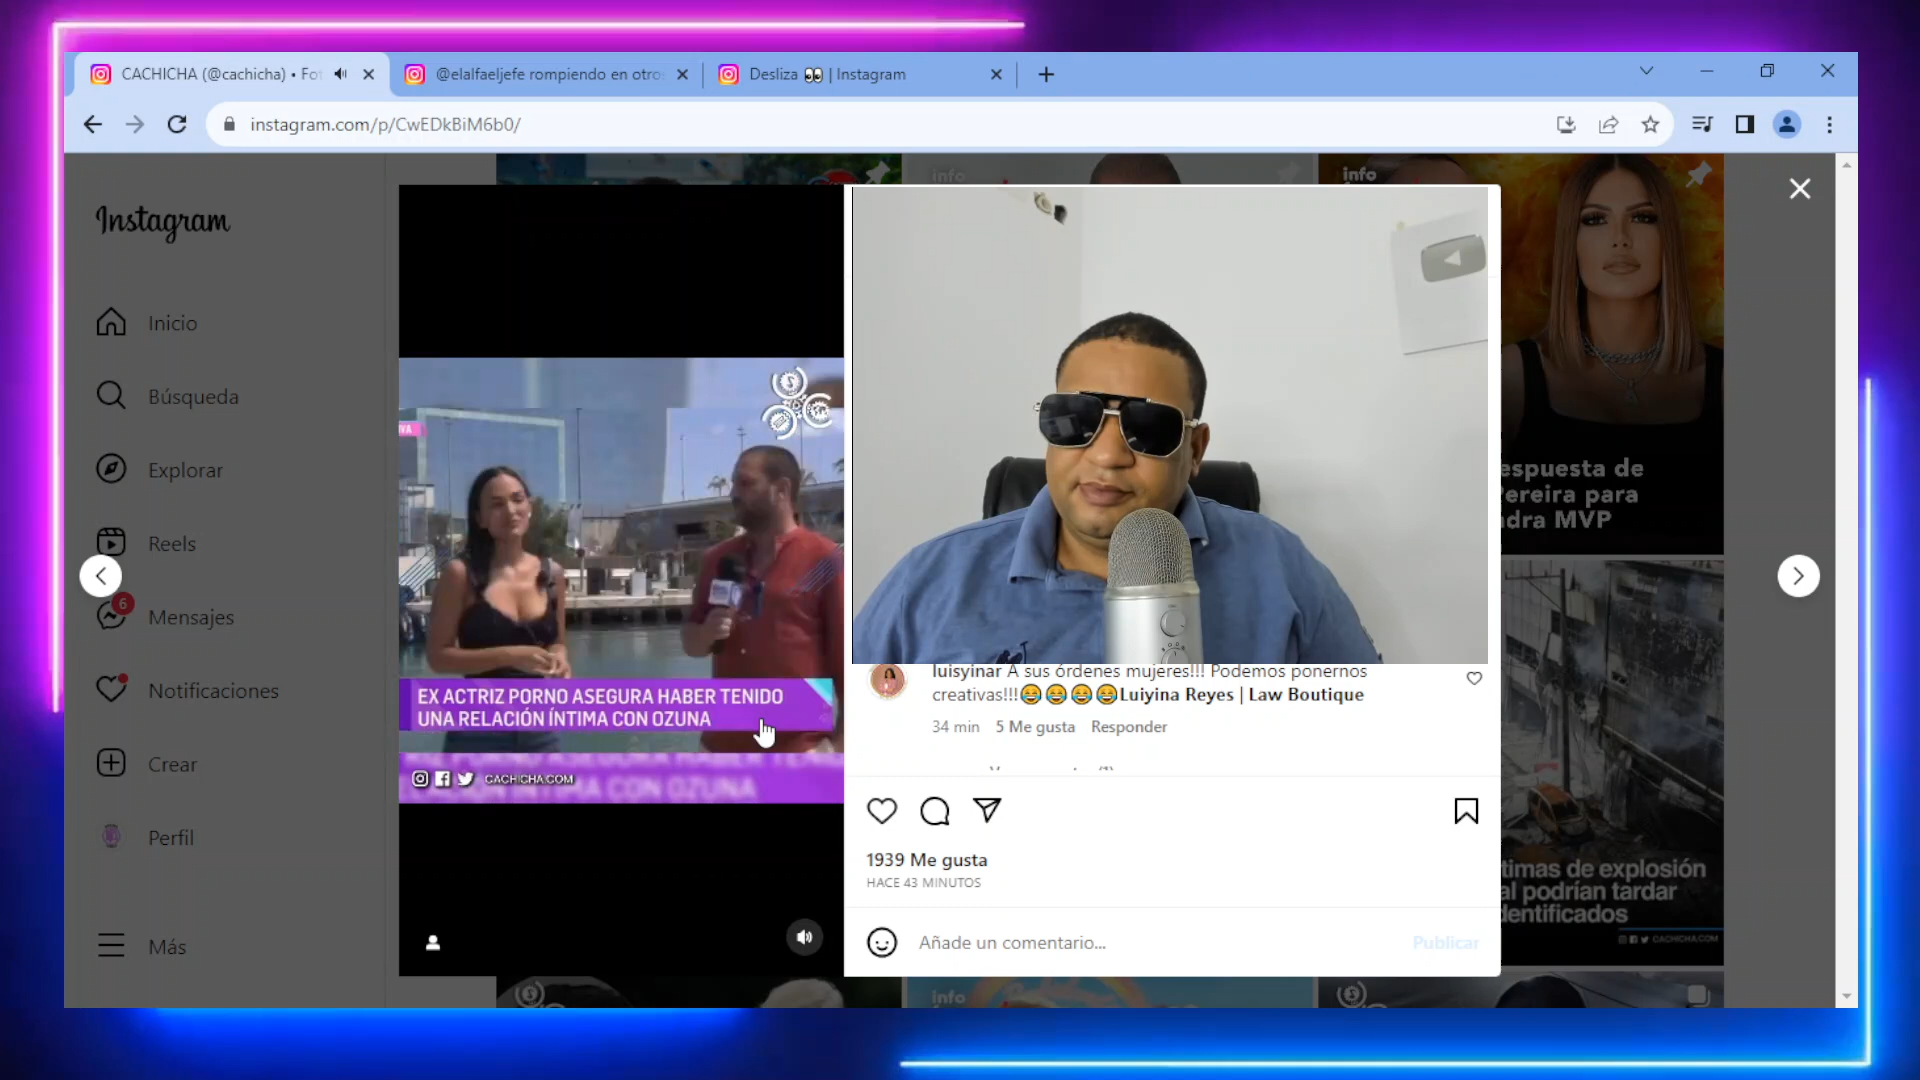 CACHICHA (@cachicha) • Fo
@elalfaeljefe rompiendo en otro
Desliza 👀 | Instagram
instagram.com/p/CwEDkBiM6b0/
Instagram
Inicio
Búsqueda
Explorar
Reels
6
Mensajes
Notificaciones
Crear
Perfil
Más
info
info
EX ACTRIZ PORNO ASEGURA HABER TENIDO
UNA RELACIÓN ÍNTIMA CON OZUNA
CACHICHA.COM
luisyinar A sus órdenes mujeres!!! Podemos ponernos
creativas!!!😂😂😂😂Luiyina Reyes | Law Boutique
34 min 5 Me gusta Responder
1939 Me gusta
HACE 43 MINUTOS
Añade un comentario...
Publicar
espuesta de
ereira para
dra MVP
timas de explosión
al podrían tardar
dentificados
CACHICHA.COM
info